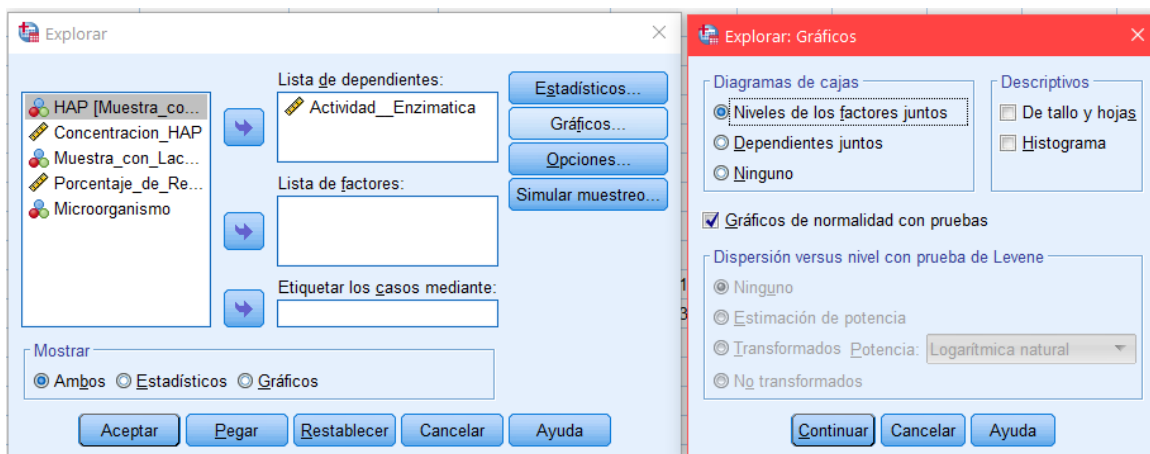 Explorar
Lista de dependientes:
HAP [Muestra_co...
Concentracion_HAP
Muestra_con_Lac...
Porcentaje_de_Re...
Microorganismo
Actividad__Enzimatica
Lista de factores:
Etiquetar los casos mediante:
Estadísticos...
Gráficos...
Opciones...
Simular muestreo...
Mostrar
Ambos
Estadísticos
Gráficos
Aceptar
Pegar
Restablecer
Cancelar
Ayuda
1
3
Explorar: Gráficos
Diagramas de cajas
Niveles de los factores juntos
Dependientes juntos
Ninguno
Descriptivos
De tallo y hojas
Histograma
Gráficos de normalidad con pruebas
Dispersión versus nivel con prueba de Levene
Ninguno
Estimación de potencia
Transformados Potencia: Logarítmica natural
No transformados
Continuar
Cancelar
Ayuda